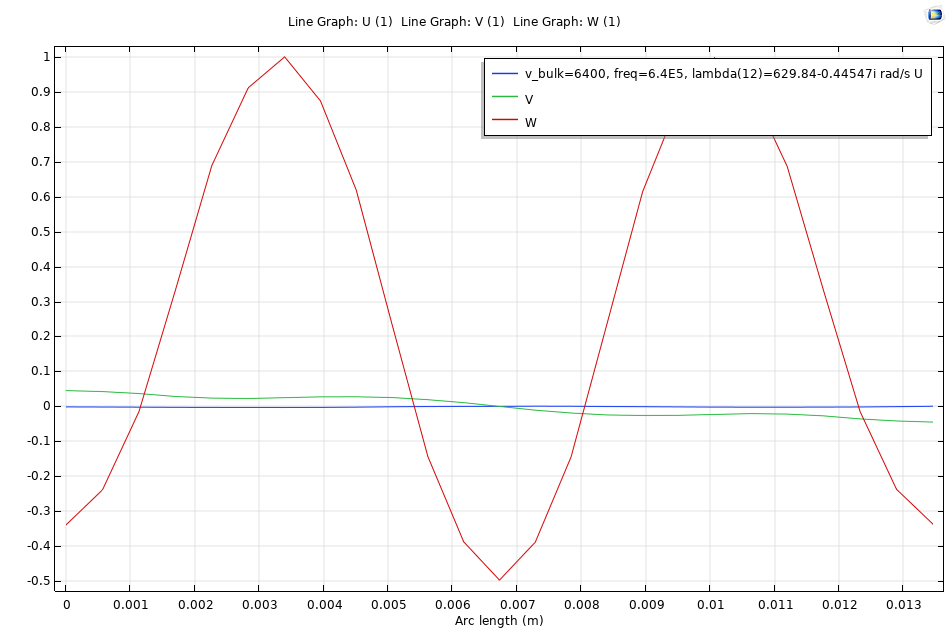 Line Graph: U (1)  Line Graph: V (1)  Line Graph: W (1)
v_bulk=6400, freq=6.4E5, lambda(12)=629.84-0.44547i rad/s U
V
W
1
0.9
0.8
0.7
0.6
0.5
0.4
0.3
0.2
0.1
0
-0.1
-0.2
-0.3
-0.4
-0.5
0 0.001 0.002 0.003 0.004 0.005 0.006 0.007 0.008 0.009 0.01 0.011 0.012 0.013
Arc length (m)